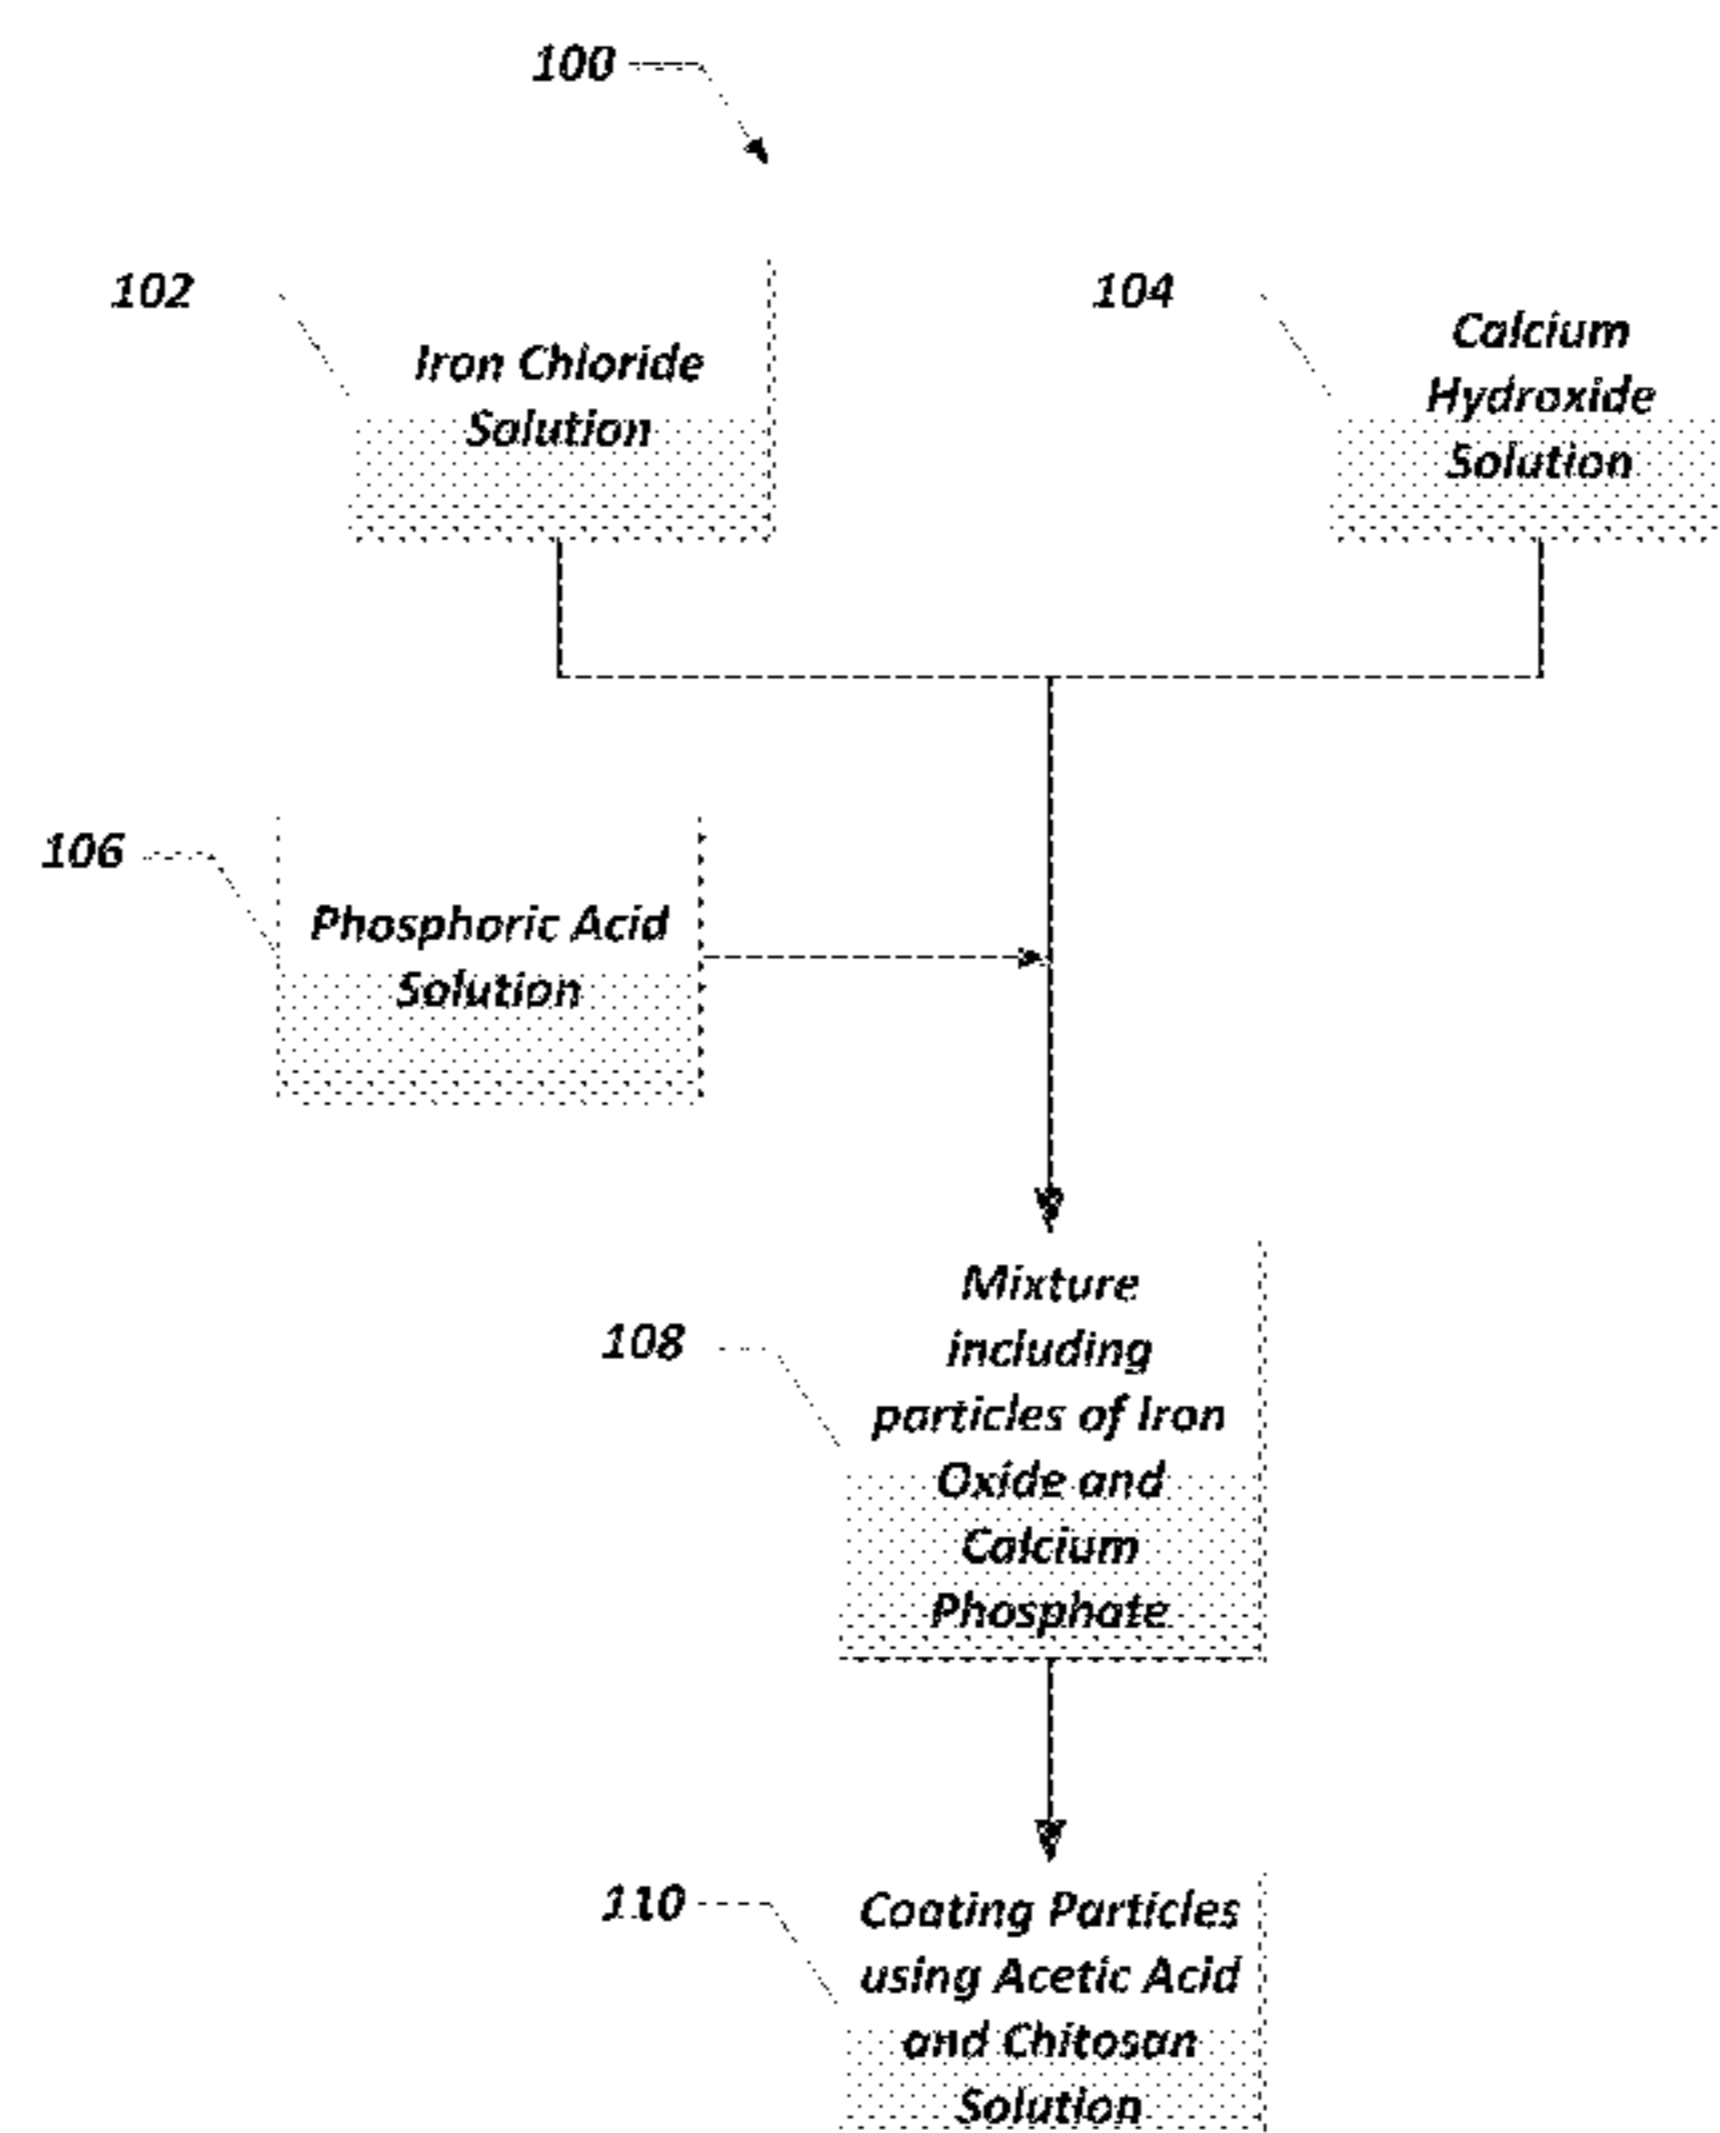 100
102
Iron Chloride
Solution
104
Calcium
Hydroxide
Solution
106
Phosphoric Acid
Solution
108
Mixture
including
particles of Iron
Oxide and
Calcium
Phosphate
110
Coating Particles
using Acetic Acid
and Chitosan
Solution